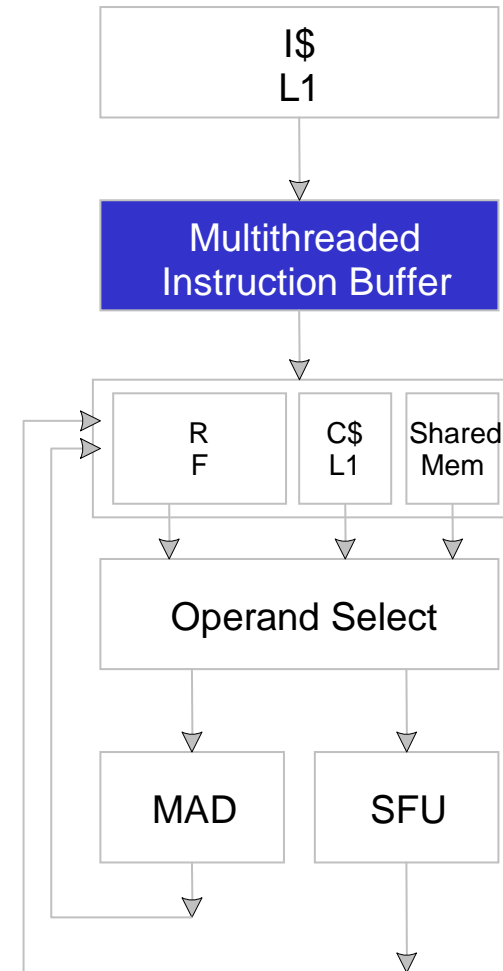 I$
L1
Multithreaded
Instruction Buffer
R
F
C$
L1
Shared
Mem
Operand Select
MAD
SFU